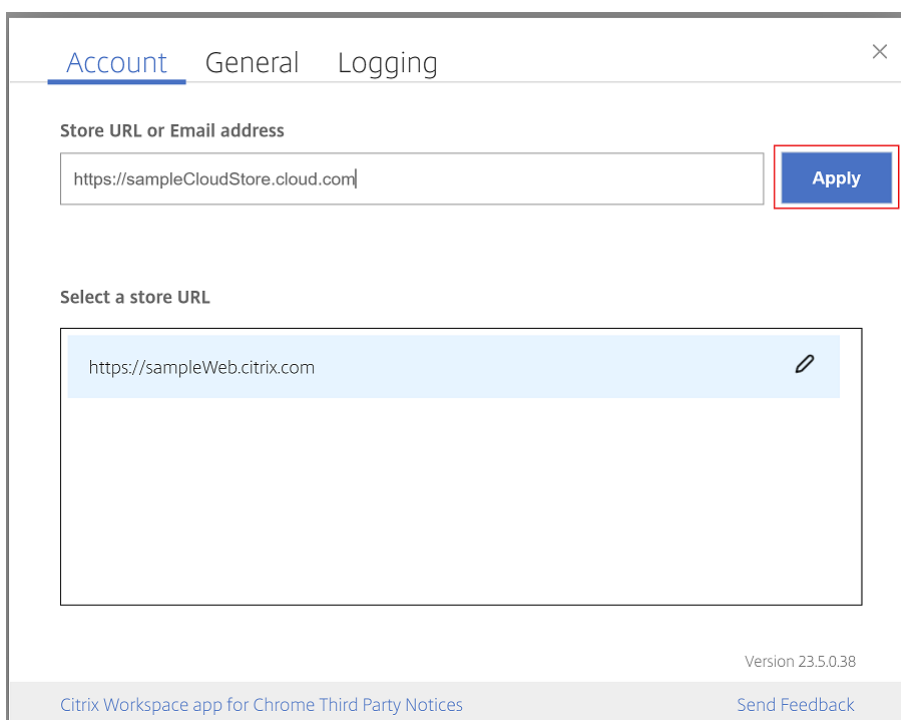 Account General Logging
Store URL or Email address
https://sampleCloudStore.cloud.com
Apply
Select a store URL
https://sampleWeb.citrix.com
Version 23.5.0.38
Citrix Workspace app for Chrome Third Party Notices
Send Feedback